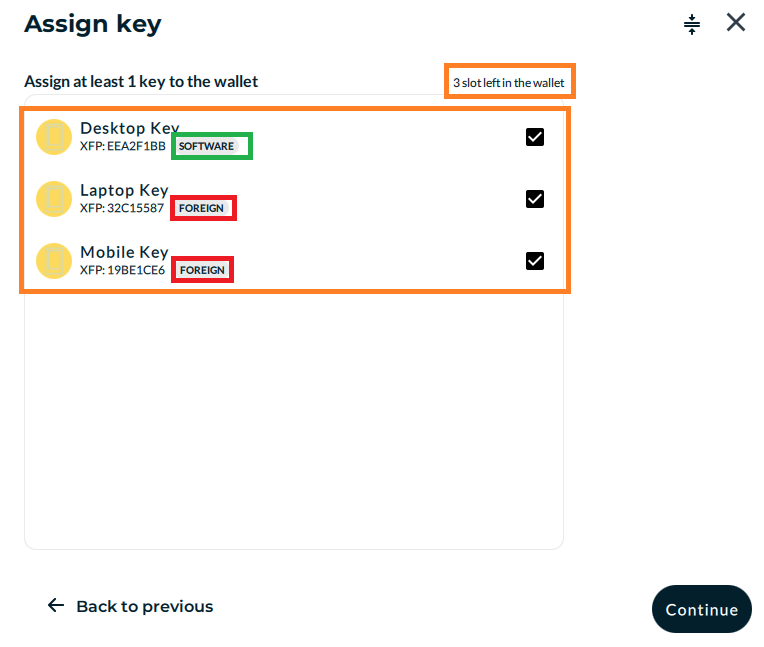 Assign key
Assign at least 1 key to the wallet
3 slot left in the wallet
Desktop Key
XFP: EEA2F1BB SOFTWARE
Laptop Key
XFP: 32C15587 FOREIGN
Mobile Key
XFP: 19BE1CE6 FOREIGN
Back to previous
Continue